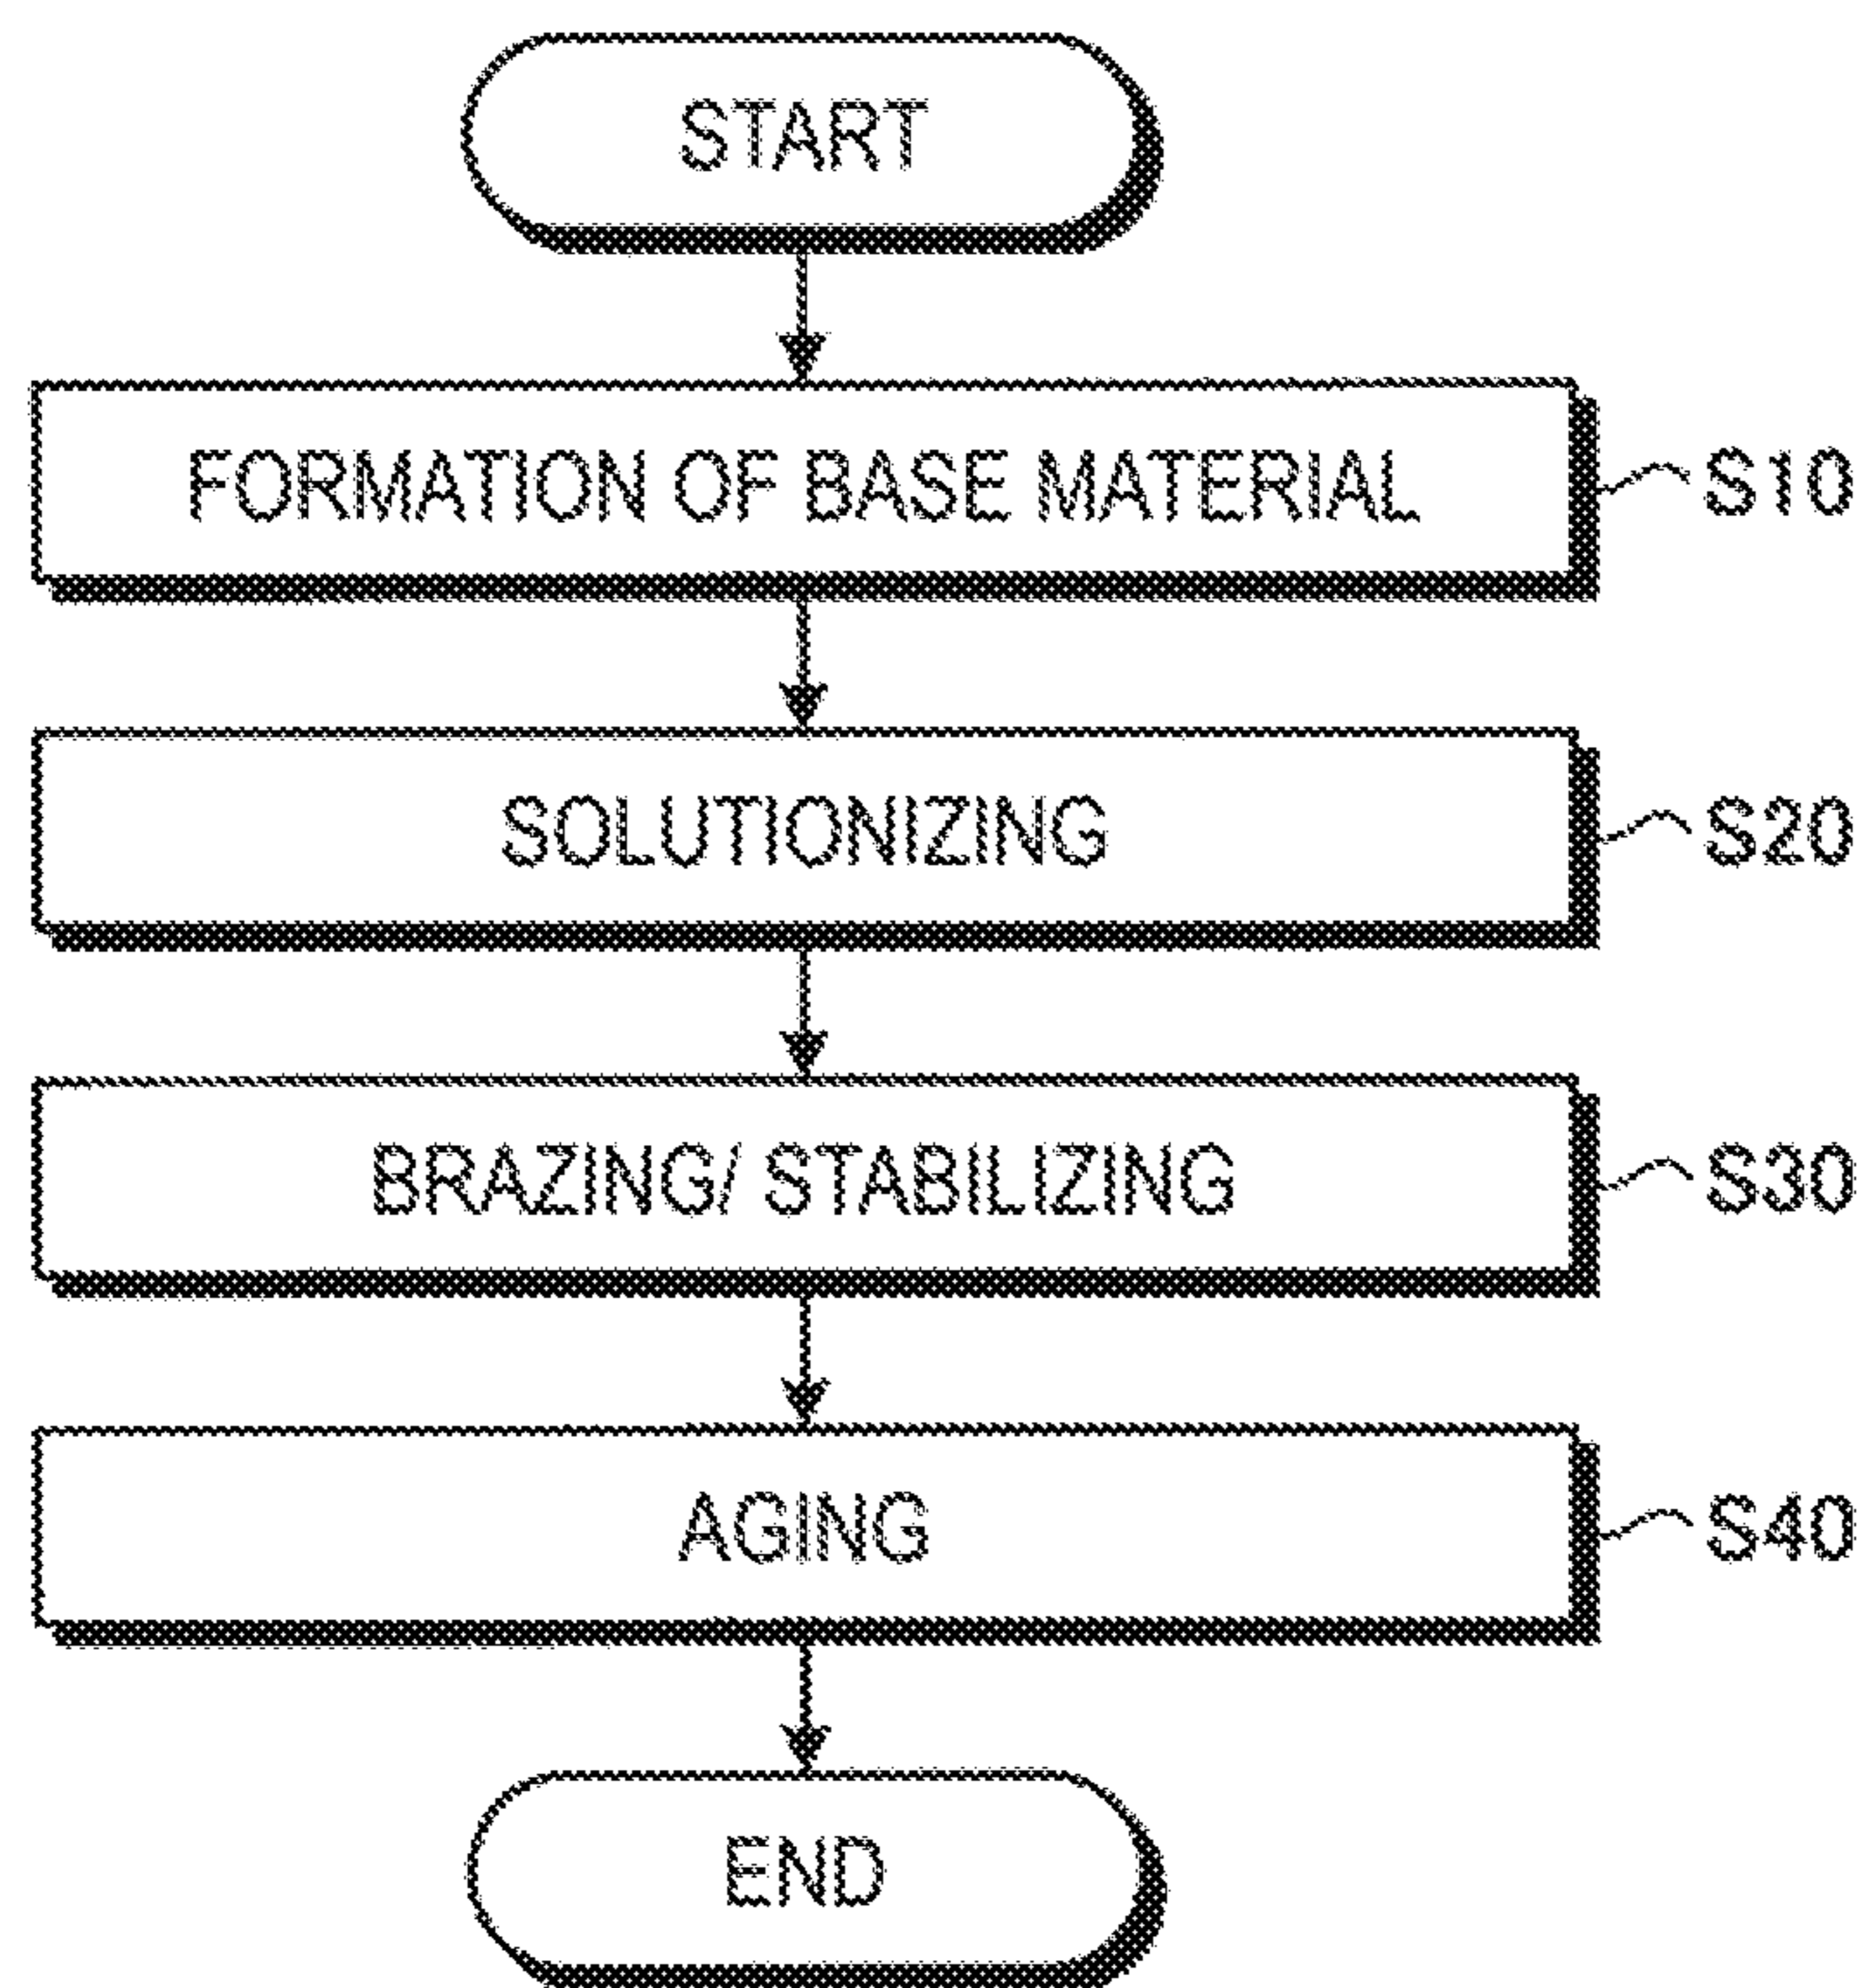 START
FORMATION OF BASE MATERIAL
S10
SOLUTIONIZING
S20
BRAZING/ STABILIZING
S30
AGING
S40
END